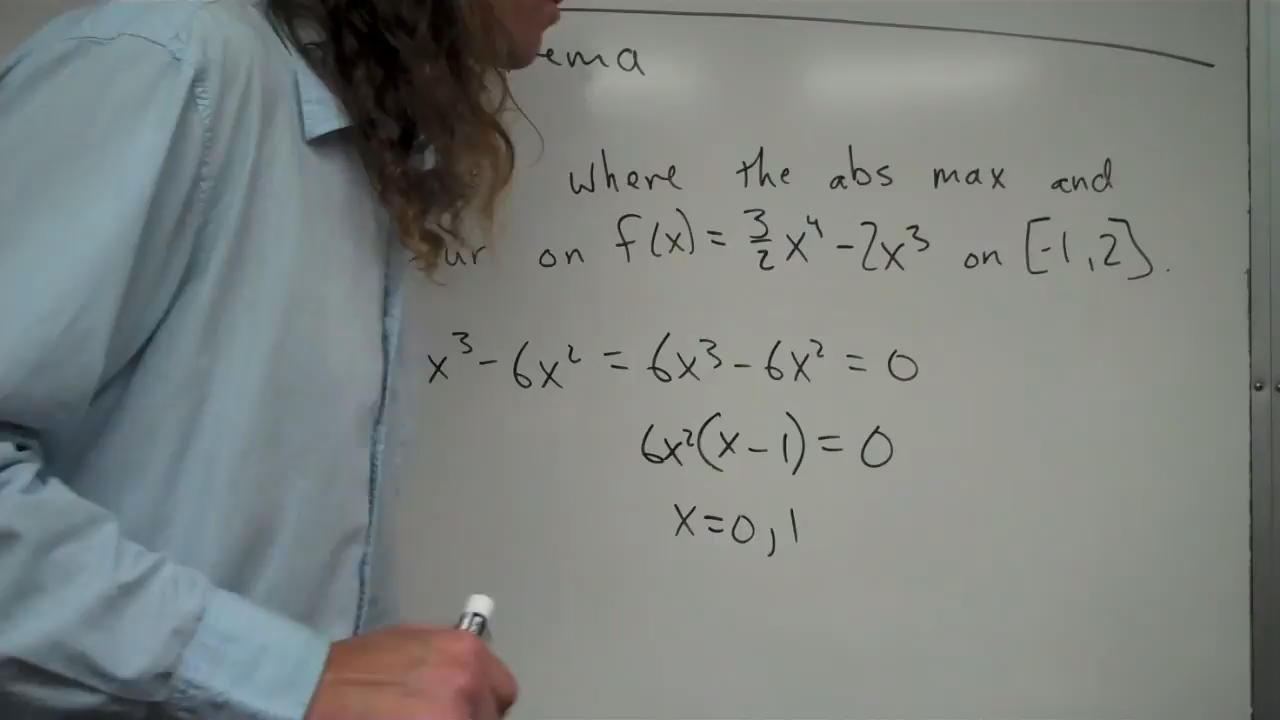 ema
where the abs max and
ur on f(x) = 3/2 x⁴ - 2x³ on [-1,2].
x³ - 6x² = 6x³ - 6x² = 0
6x²(x-1) = 0
x=0,1